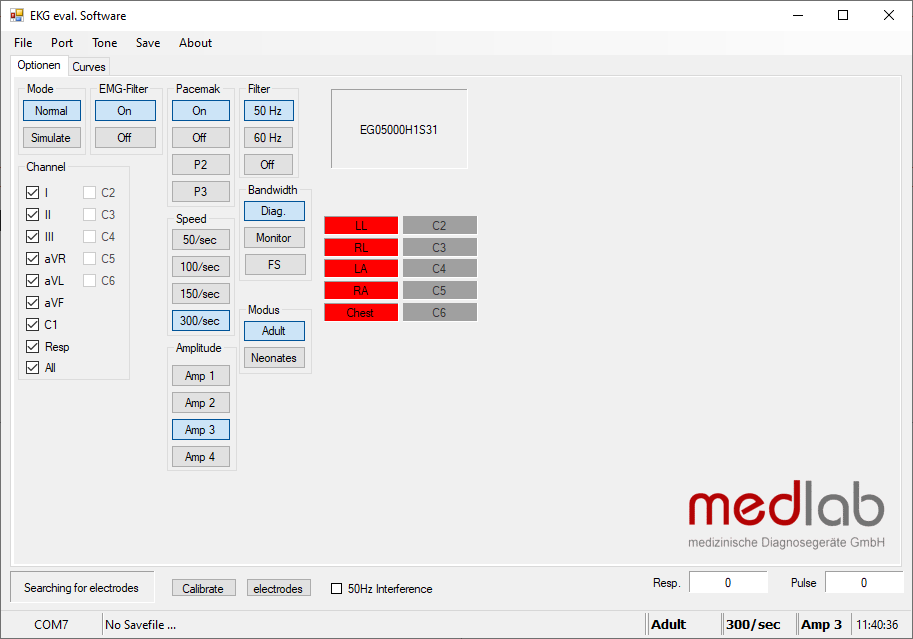 EKG eval. Software
File Port Tone Save About
Optionen Curves
Mode
Normal
Simulate
EMG-Filter
On
Off
Pacemak
On
Off
P2
P3
Filter
50 Hz
60 Hz
Off
EG05000H1S31
Channel
I C2
II C3
III C4
aVR C5
aVL C6
aVF
C1
Resp
All
Speed
50/sec
100/sec
150/sec
300/sec
Bandwidth
Diag.
Monitor
FS
Modus
Adult
Neonates
Amplitude
Amp 1
Amp 2
Amp 3
Amp 4
LL C2
RL C3
LA C4
RA C5
Chest C6
medlab
medizinische Diagnosegeräte GmbH
Searching for electrodes Calibrate electrodes 50Hz Interference Resp. 0 Pulse 0
COM7 No Savefile ... Adult 300/sec Amp 3 11:40:36